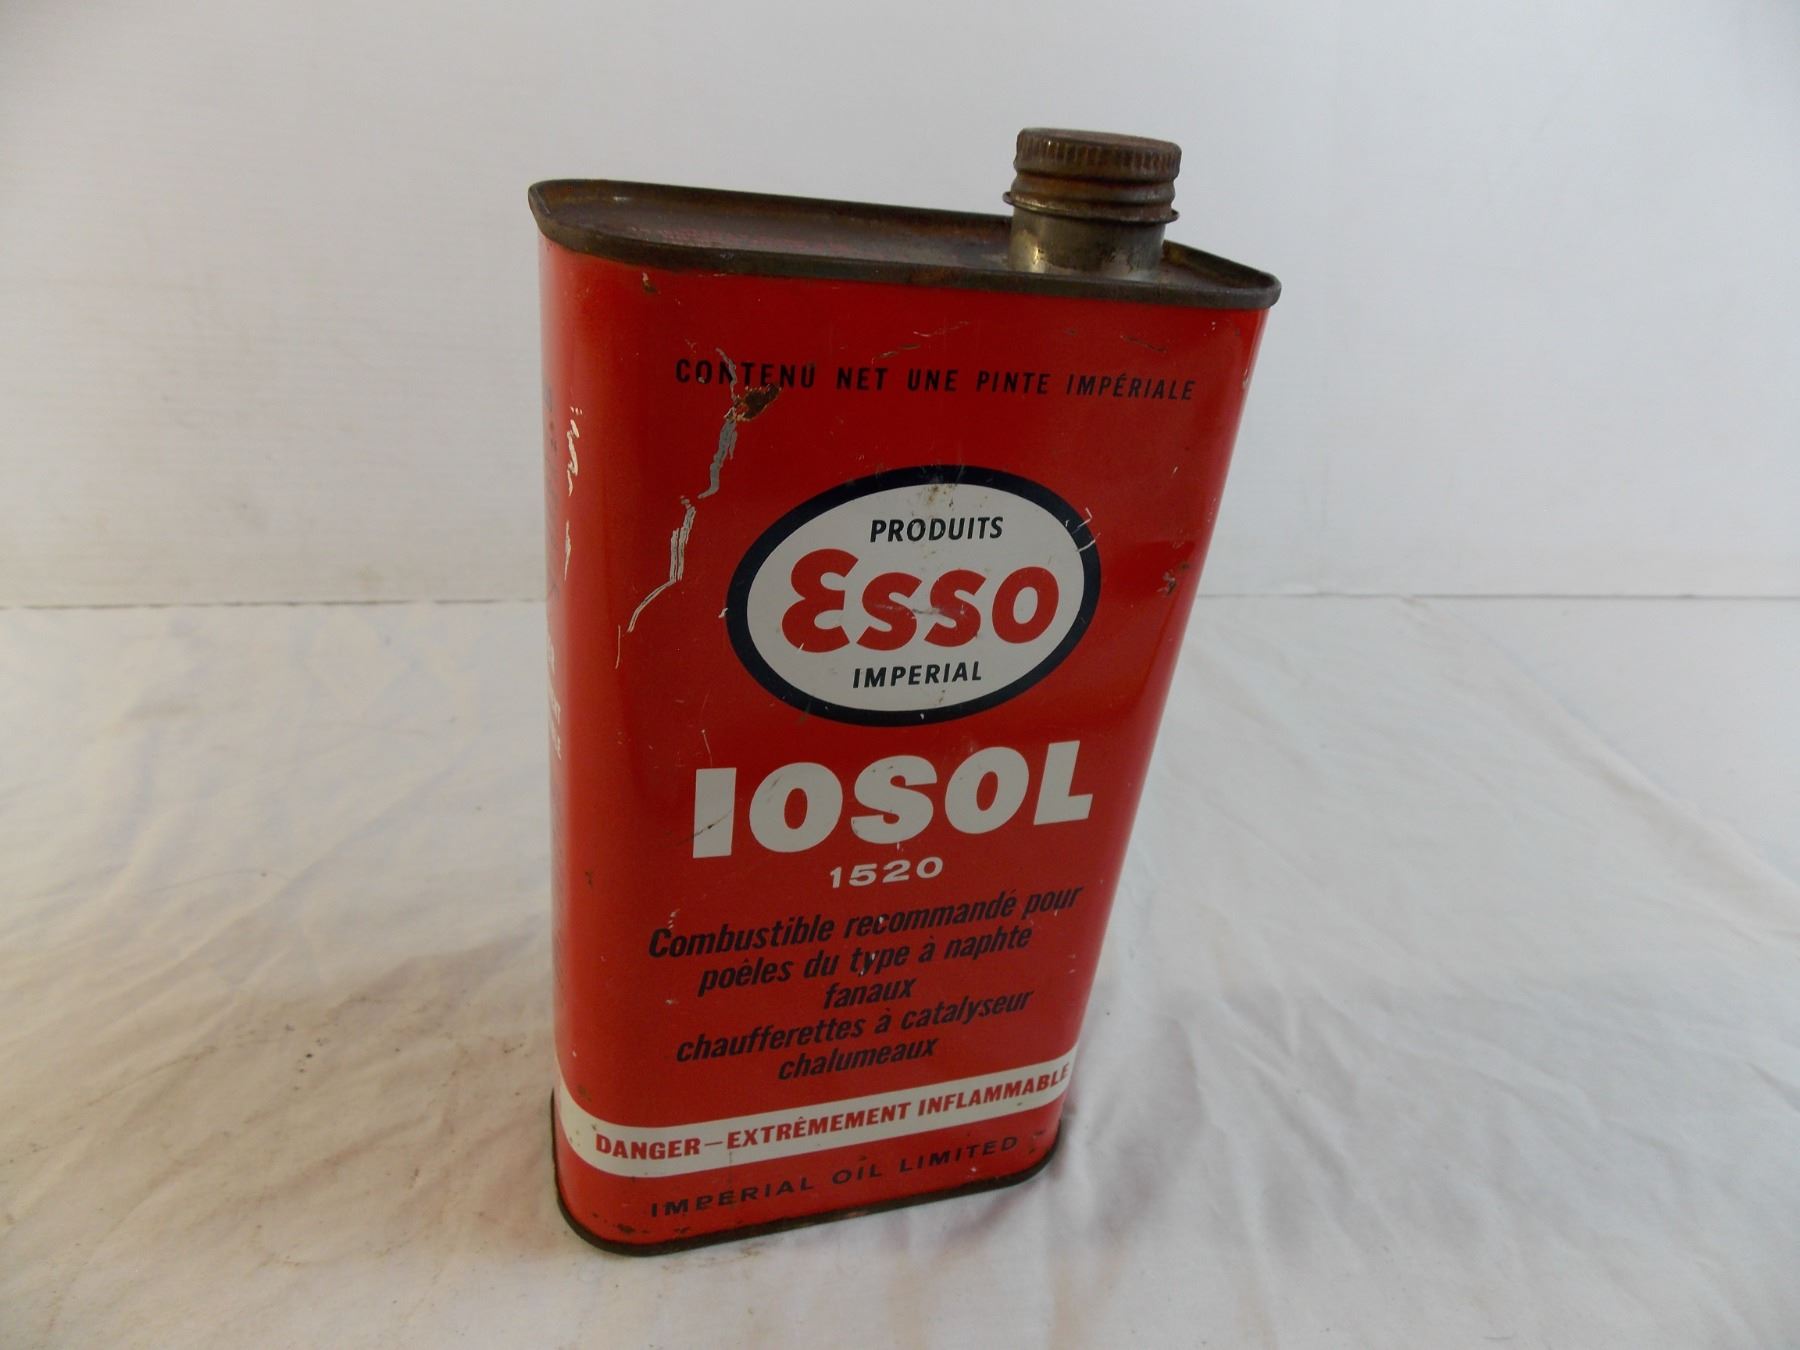 CONTENU NET UNE PINTE IMPÉRIALE
PRODUITS
Esso
IMPERIAL
IOSOL
1520
Combustible recommandé pour
poêles du type à naphte
fanaux
chaufferettes à catalyseur
chalumeaux
DANGER—EXTRÊMEMENT INFLAMMABLE
IMPERIAL OIL LIMITED